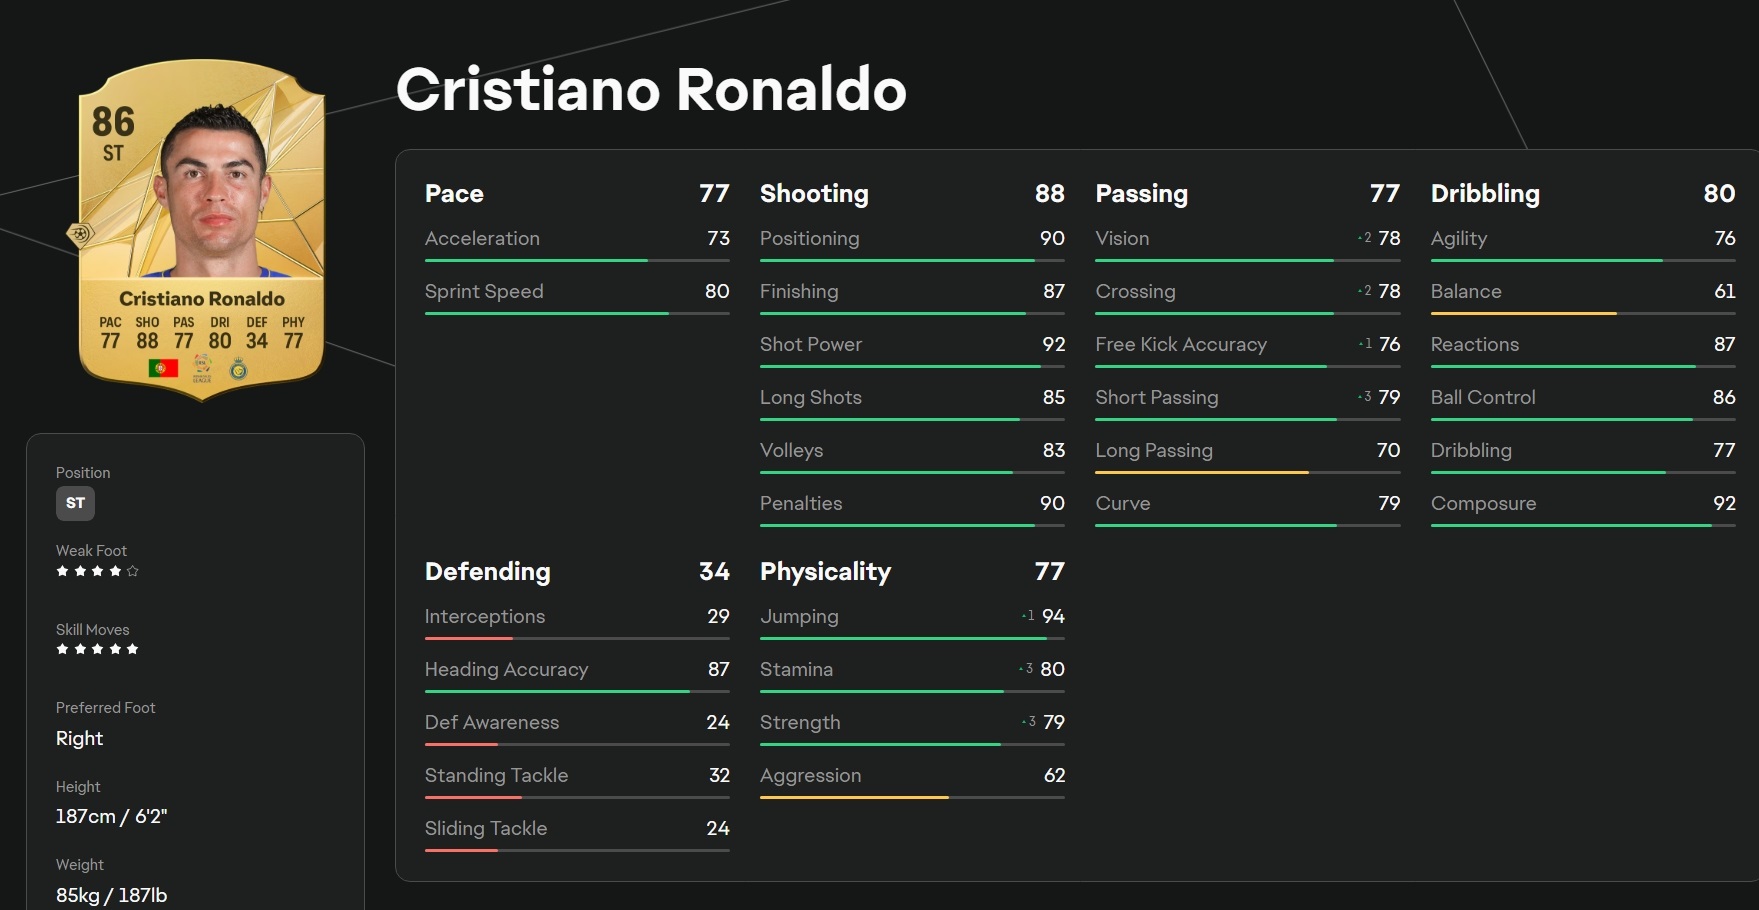 86
ST
Cristiano Ronaldo
PAC SHO PAS DRI DEF PHY
77 88 77 80 34 77
Position
ST
Weak Foot
Skill Moves
Preferred Foot
Right
Height
187cm / 6'2"
Weight
85kg / 187lb
Cristiano Ronaldo
Pace 77
Acceleration 73
Sprint Speed 80
Shooting 88
Positioning 90
Finishing 87
Shot Power 92
Long Shots 85
Volleys 83
Penalties 90
Passing 77
Vision 2 78
Crossing 2 78
Free Kick Accuracy 1 76
Short Passing 3 79
Long Passing 70
Curve 79
Dribbling 80
Agility 76
Balance 61
Reactions 87
Ball Control 86
Dribbling 77
Composure 92
Defending 34
Interceptions 29
Heading Accuracy 87
Def Awareness 24
Standing Tackle 32
Sliding Tackle 24
Physicality 77
Jumping 1 94
Stamina 3 80
Strength 3 79
Aggression 62